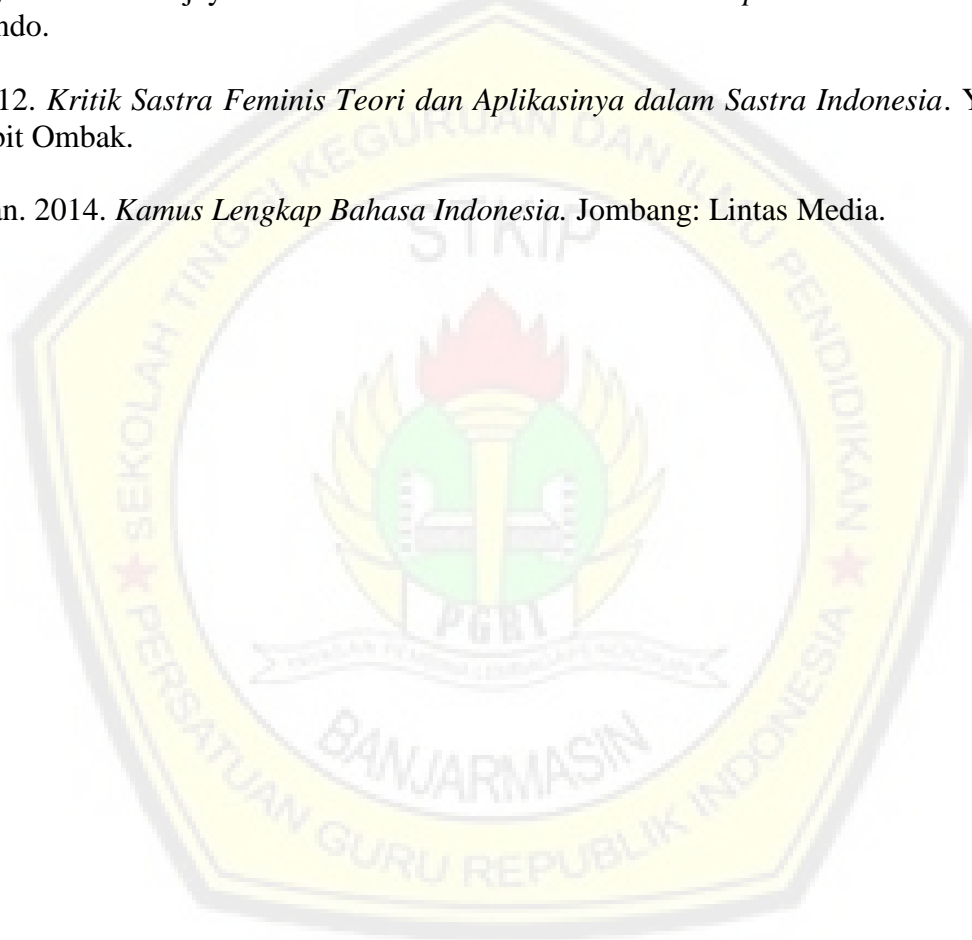 ndo.
12. Kritik Sastra Feminis Teori dan Aplikasinya dalam Sastra Indonesia. Y
bit Ombak.
an. 2014. Kamus Lengkap Bahasa Indonesia. Jombang: Lintas Media.
SEKOLAH TINGGI KEGURUAN DAN ILMU PENDIDIKAN
STKIP
PGRI
BANJARMASIN
PERSATUAN GURU REPUBLIK INDONESIA